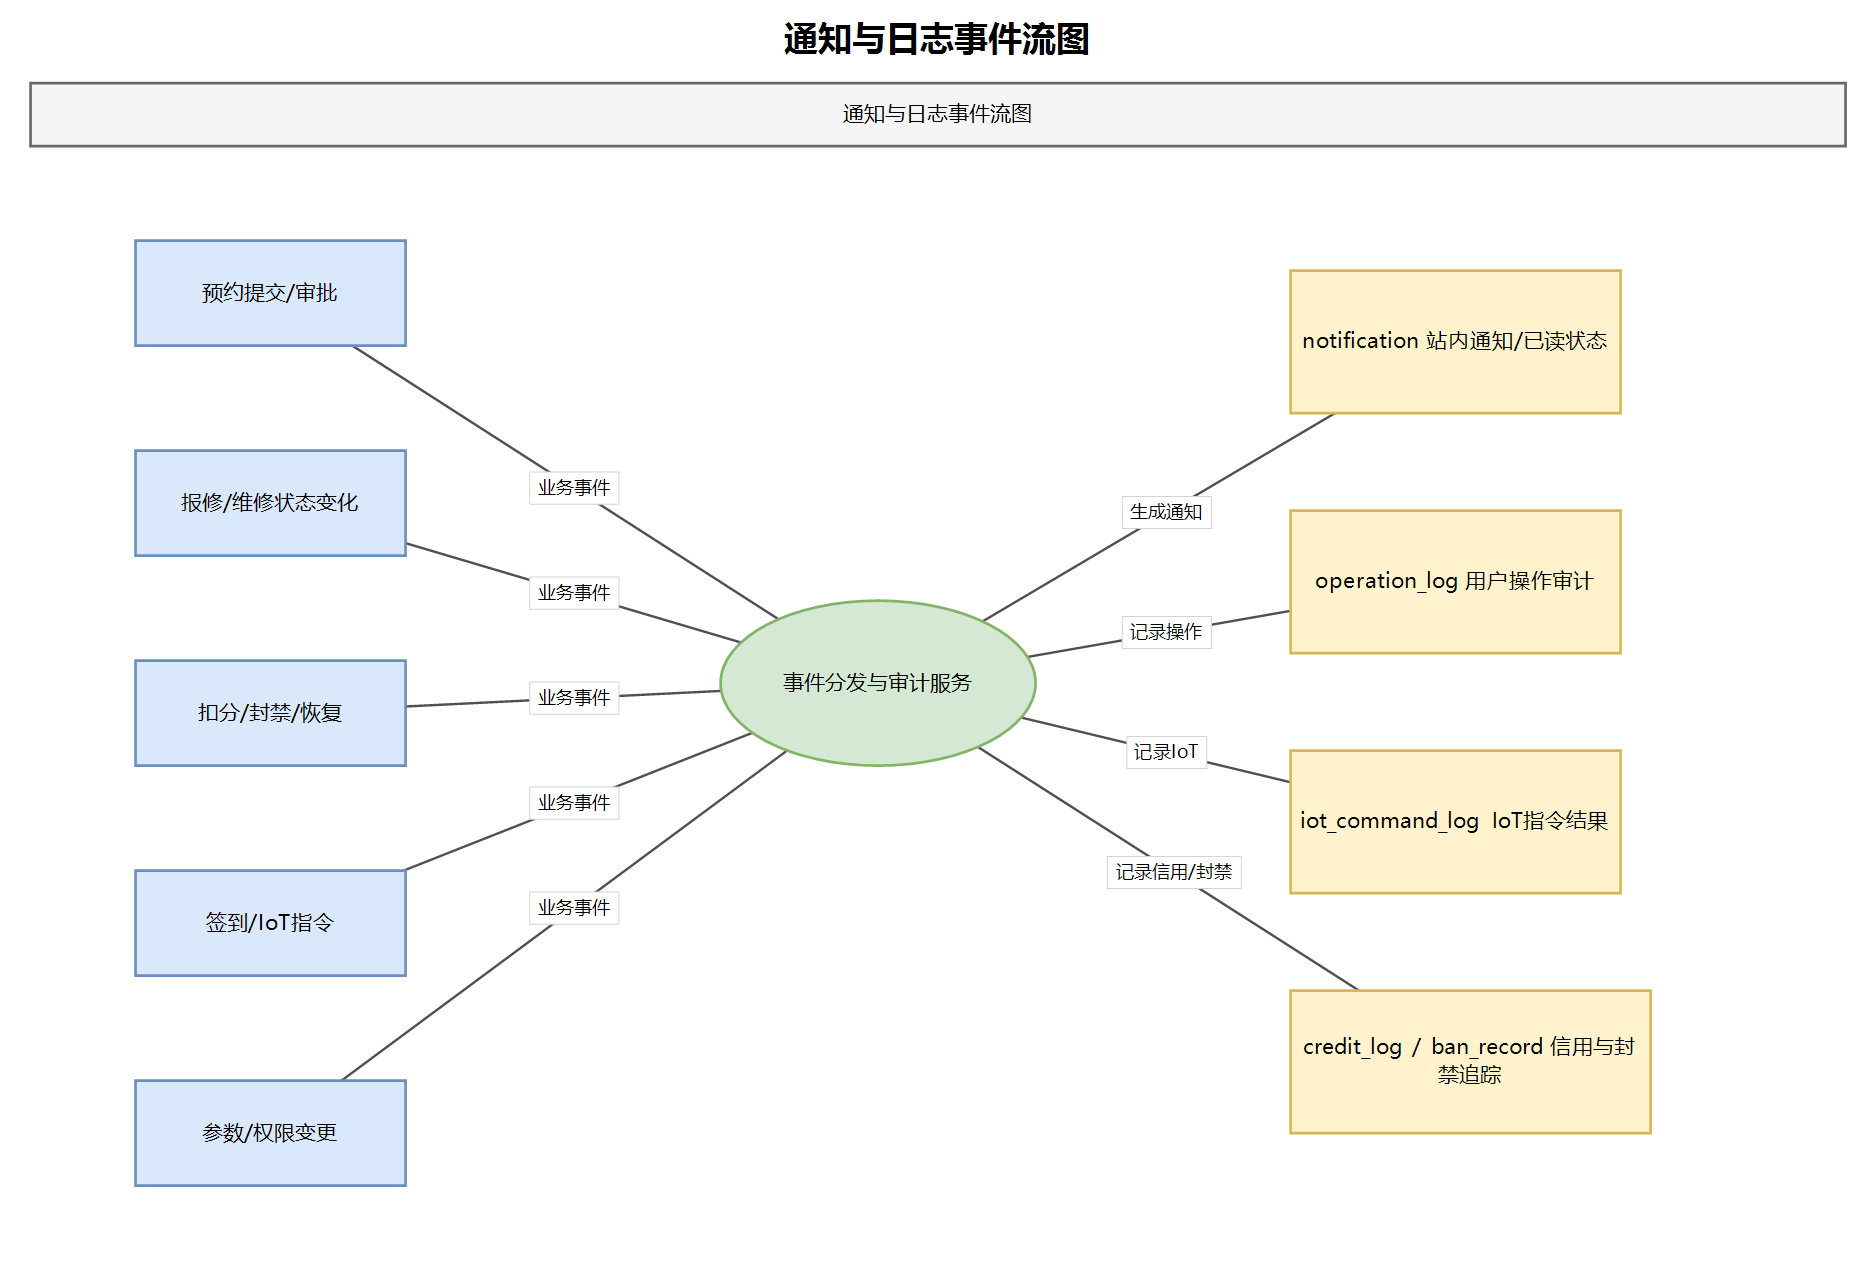 通知与日志事件流图
通知与日志事件流图
预约提交/审批
报修/维修状态变化
扣分/封禁/恢复
签到/IoT指令
参数/权限变更
业务事件
业务事件
业务事件
业务事件
业务事件
事件分发与审计服务
生成通知
记录操作
记录IoT
记录信用/封禁
notification 站内通知/已读状态
operation_log 用户操作审计
iot_command_log IoT指令结果
credit_log / ban_record 信用与封
禁追踪